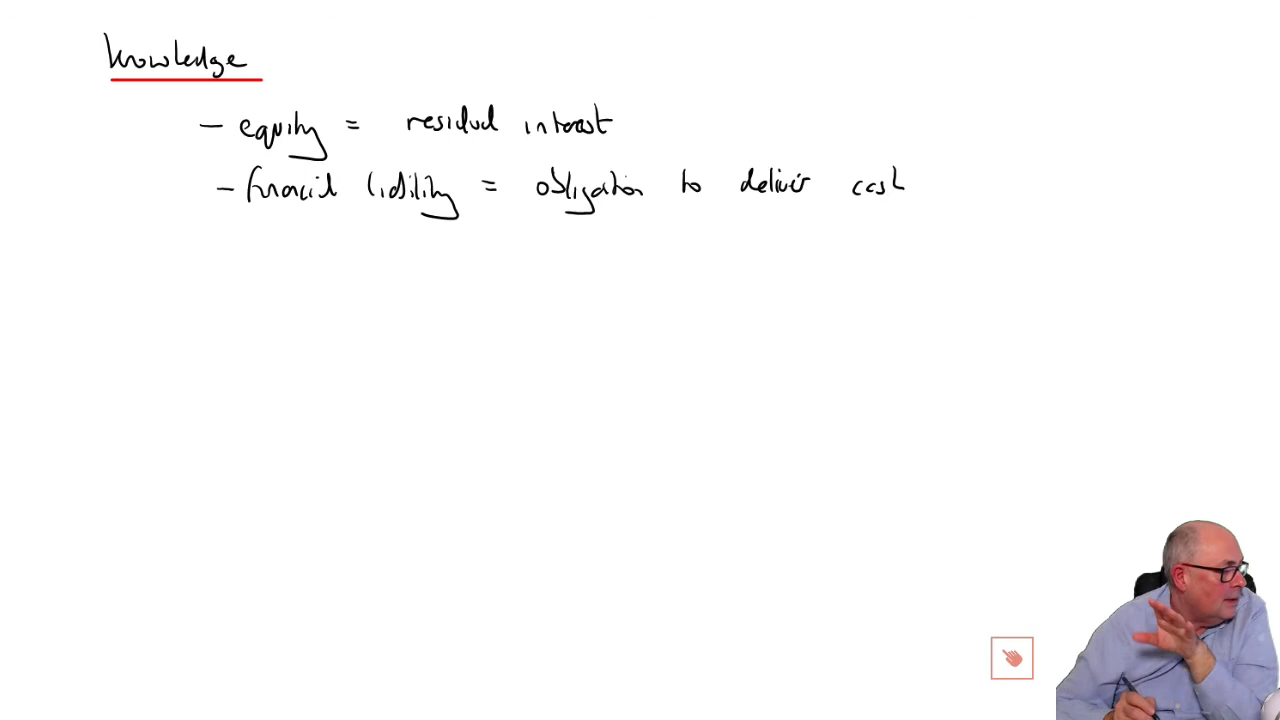 Knowledge
- equity = residual interest
- financial liability = obligation to deliver cash